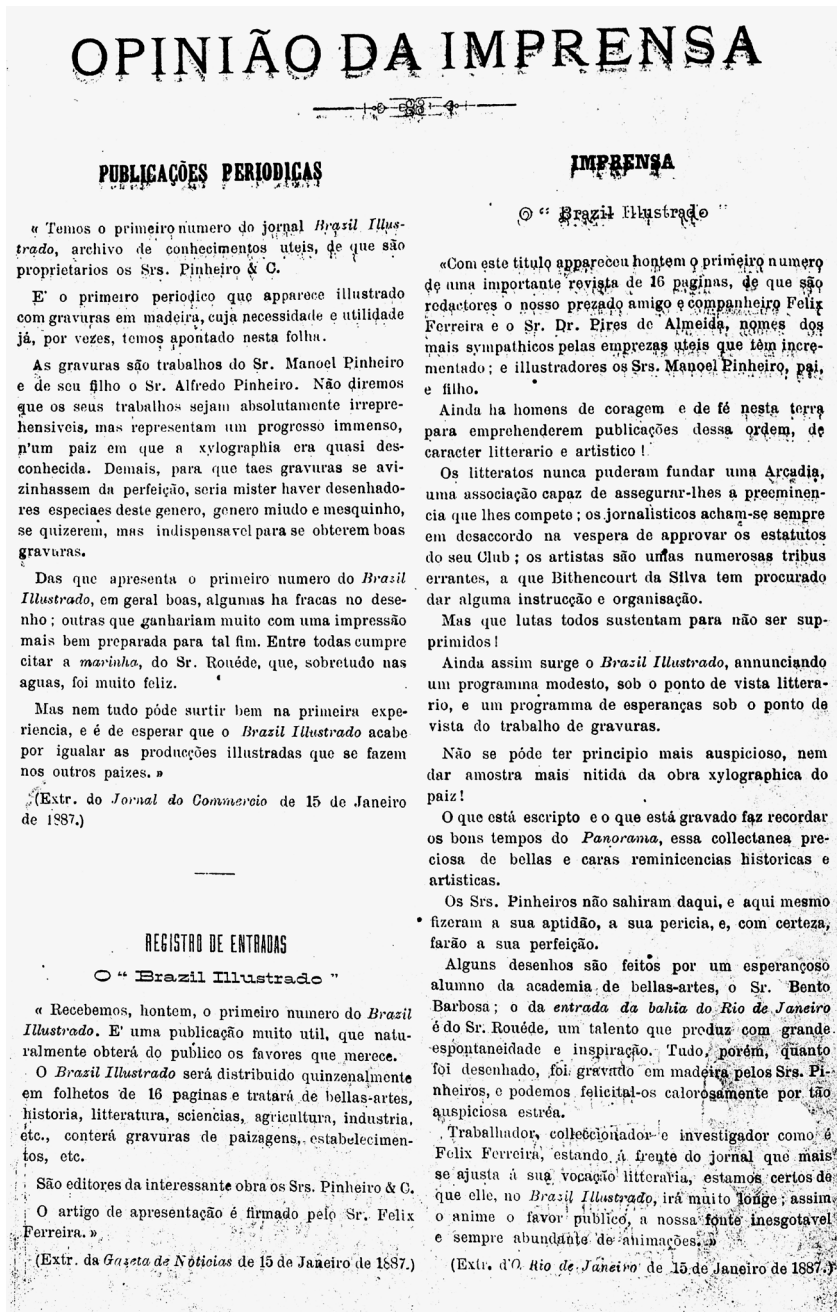 OPINIÃO DA IMPRENSA
PUBLICAÇÕES PERIODICAS
« Temos o primeiro numero do jornal Brazil Illus-
trado, archivo de conhecimentos uteis, de que são
proprietarios os Srs. Pinheiro & C.
E' o primeiro periodico que apparece illustrado
com gravuras em madeira, cuja necessidade e utilidade
já, por vezes, temos apontado nesta folha.
As gravuras são trabalhos do Sr. Manoel Pinheiro
e de seu filho o Sr. Alfredo Pinheiro. Não diremos
que os seus trabalhos sejam absolutamente irrepre-
hensiveis, mas representam um progresso immenso,
n'um paiz em que a xylographia era quasi des-
conhecida. Demais, para que taes gravuras se avi-
zinhassem da perfeição, seria mister haver desenhado-
res especiaes deste genero, genero miudo e mesquinho,
se quizerem, mas indispensavel para se obterem boas
gravuras.
Das que apresenta o primeiro numero do Brazil
Illustrado, em geral boas, algumas ha fracas no dese-
nho ; outras que ganhariam muito com uma impressão
mais bem preparada para tal fim. Entre todas cumpre
citar a marinha, do Sr. Rouéde, que, sobretudo nas
aguas, foi muito feliz.
Mas nem tudo póde surtir bem na primeira expe-
riencia, e é de esperar que o Brazil Illustrado acabe
por igualar as producções illustradas que se fazem
nos outros paizes. »
(Extr. do Jornal do Commercio de 15 de Janeiro
de 1887.)
REGISTRO DE ENTRADAS
O “ Brazil Illustrado ”
« Recebemos, hontem, o primeiro numero do Brazil
Illustrado. E' uma publicação muito util, que natu-
ralmente obterá do publico os favores que merece.
O Brazil Illustrado será distribuido quinzenalmente
em folhetos de 16 paginas e tratará de bellas-artes,
historia, litteratura, sciencias, agricultura, industria,
etc., conterá gravuras de paizagens, estabelecimen-
tos, etc.
São editores da interessante obra os Srs. Pinheiro & C.
O artigo de apresentação é firmado pelo Sr. Felix
Ferreira. »
(Extr. da Gazeta de Noticias de 15 de Janeiro de 1887.)
IMPRENSA
O “ Brazil Illustrado ”
«Com este titulo appareceu hontem o primeiro numero
de uma importante revista de 16 paginas, de que são
redactores o nosso prezado amigo e companheiro Felix
Ferreira e o Sr. Dr. Pires de Almeida, nomes dos
mais sympathicos pelas emprezas uteis que têm incre-
mentado ; e illustradores os Srs. Manoel Pinheiro, pai,
e filho.
Ainda ha homens de coragem e de fé nesta terra
para emprehenderem publicações dessa ordem, de
caracter litterario e artistico !
Os litteratos nunca puderam fundar uma Arcadia,
uma associação capaz de assegurar-lhes a preeminen-
cia que lhes compete ; os jornalisticos acham-se sempre
em desaccordo na vespera de approvar os estatutos
do seu Club ; os artistas são umas numerosas tribus
errantes, a que Bithencourt da Silva tem procurado
dar alguma instrucção e organisação.
Mas que lutas todos sustentam para não ser sup-
primidos !
Ainda assim surge o Brazil Illustrado, annunciando
um programma modesto, sob o ponto de vista littera-
rio, e um programma de esperanças sob o ponto de
vista do trabalho de gravuras.
Não se póde ter principio mais auspicioso, nem
dar amostra mais nitida da obra xylographica do
paiz !
O que está escripto e o que está gravado faz recordar
os bons tempos do Panorama, essa collectanea pre-
ciosa de bellas e caras reminicencias historicas e
artisticas.
Os Srs. Pinheiros não sahiram daqui, e aqui mesmo
fizeram a sua aptidão, a sua pericia, e, com certeza,
farão a sua perfeição.
Alguns desenhos são feitos por um esperançoso
alumno da academia de bellas-artes, o Sr. Bento
Barbosa ; o da entrada da bahia do Rio de Janeiro
é do Sr. Rouéde, um talento que produz com grande
espontaneidade e inspiração. Tudo, porém, quanto
foi desenhado, foi gravado em madeira pelos Srs. Pi-
nheiros, e podemos felicital-os calorosamente por tão
auspiciosa estréa.
Trabalhador, colleccionador e investigador como é
Felix Ferreira, estando á frente do jornal que mais
se ajusta á sua vocação litteraria, estamos certos de
que elle, no Brazil Illustrado, irá muito longe ; assim
o anime o favor publico, a nossa fonte inesgotavel
e sempre abundante de animações. »
(Extr. d'O Rio de Janeiro de 15 de Janeiro de 1887.)